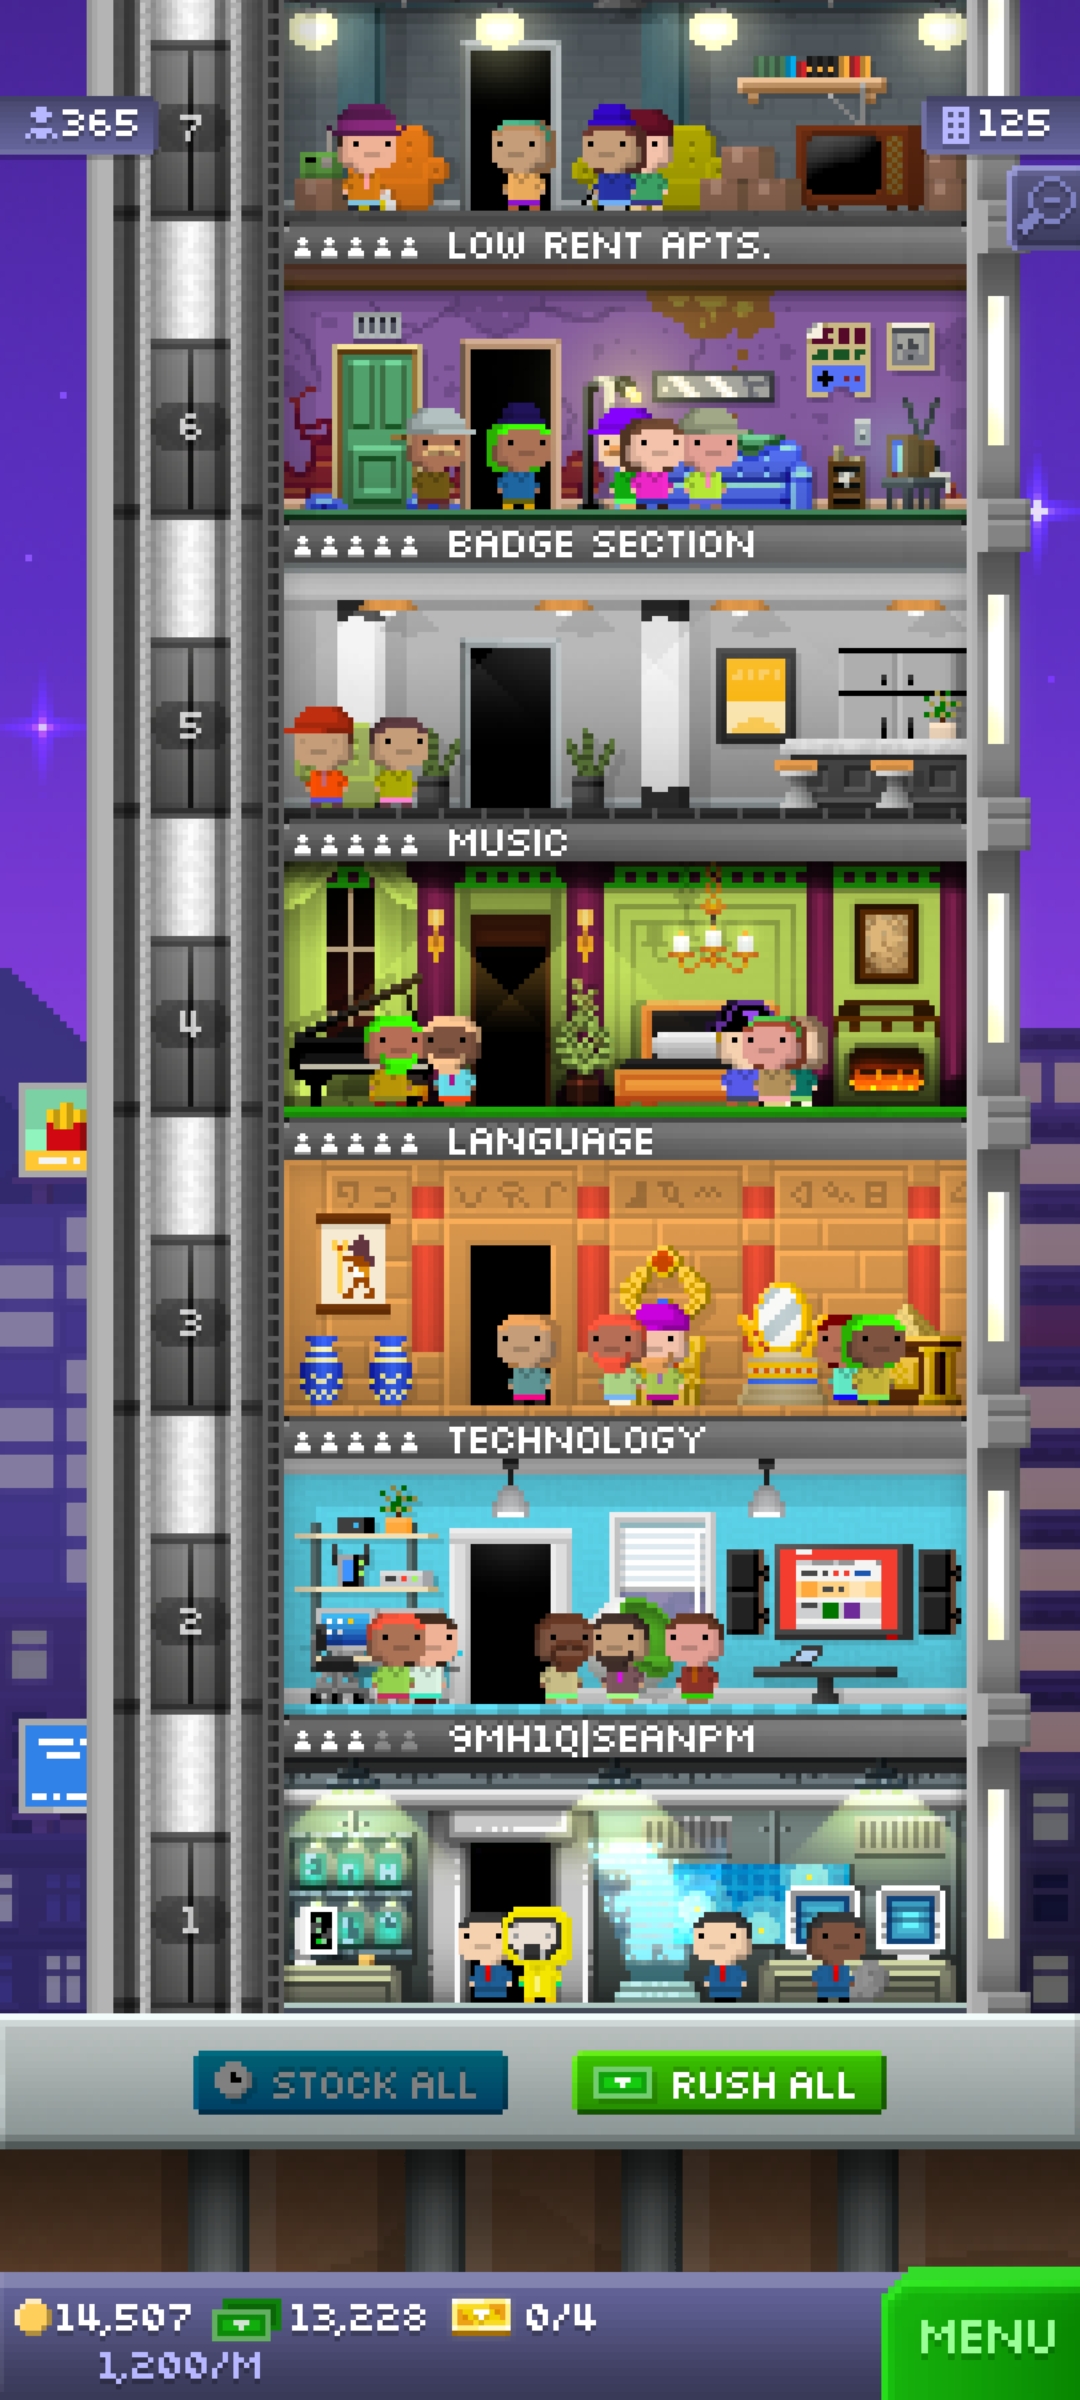 365
7
125
LOW RENT APTS.
6
BADGE SECTION
5
MUSIC
4
LANGUAGE
3
TECHNOLOGY
2
9MH1Q|SEANPM
1
STOCK ALL
RUSH ALL
14,507
13,228
0/4
1,200/M
MENU